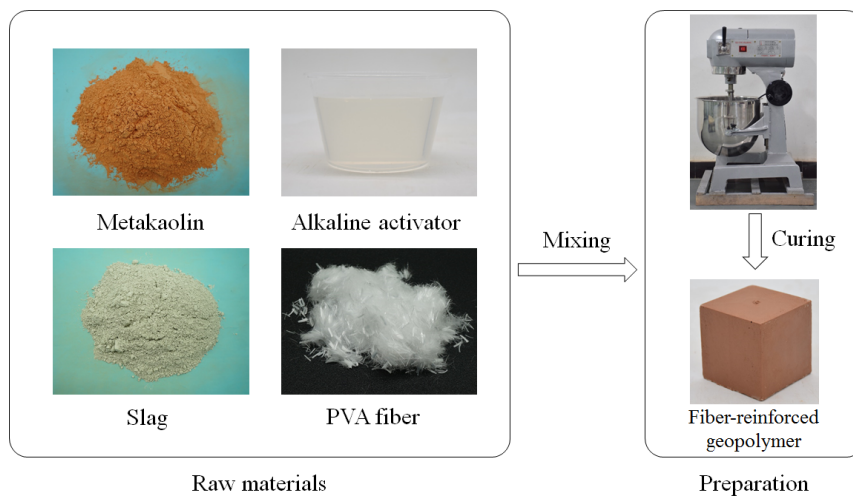 Metakaolin
Alkaline activator
Slag
PVA fiber
Raw materials
Mixing
Curing
Fiber-reinforced
geopolymer
Preparation